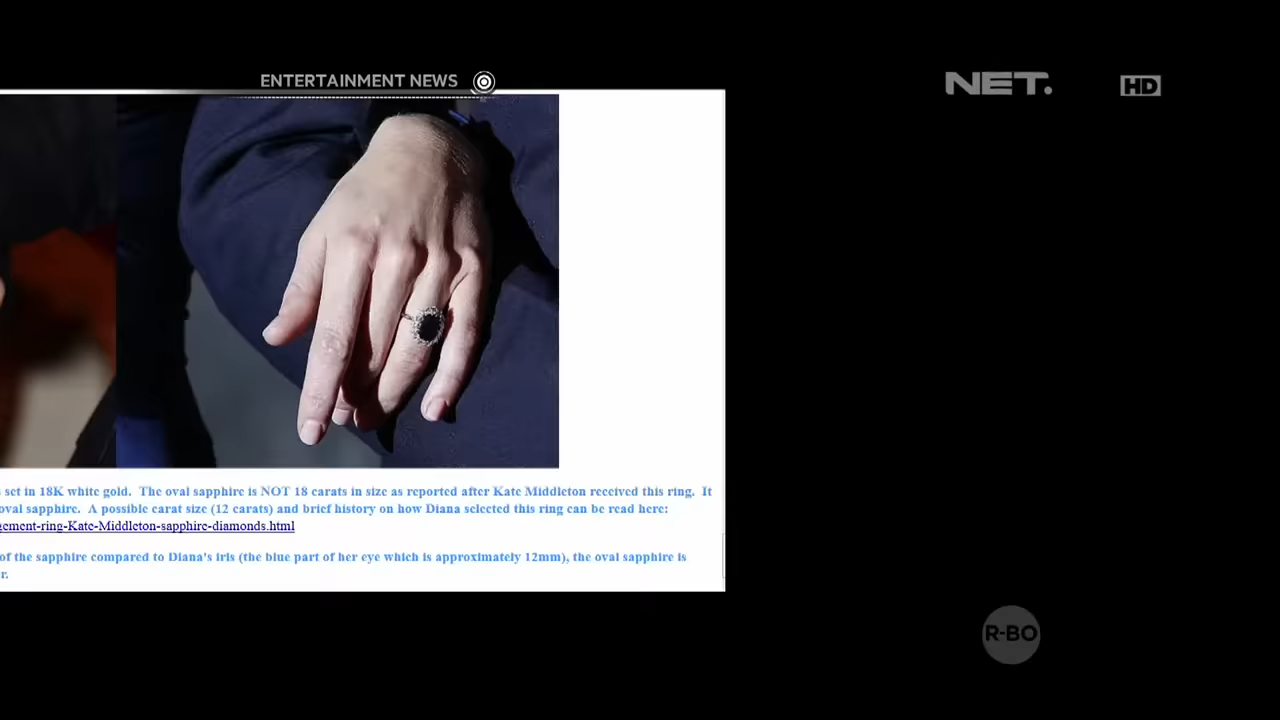 ENTERTAINMENT NEWS
NET.
HD
set in 18K white gold. The oval sapphire is NOT 18 carats in size as reported after Kate Middleton received this ring. It
oval sapphire. A possible carat size (12 carats) and brief history on how Diana selected this ring can be read here:
gement-ring-Kate-Middleton-sapphire-diamonds.html
of the sapphire compared to Diana's iris (the blue part of her eye which is approximately 12mm), the oval sapphire is
r.
R-BO